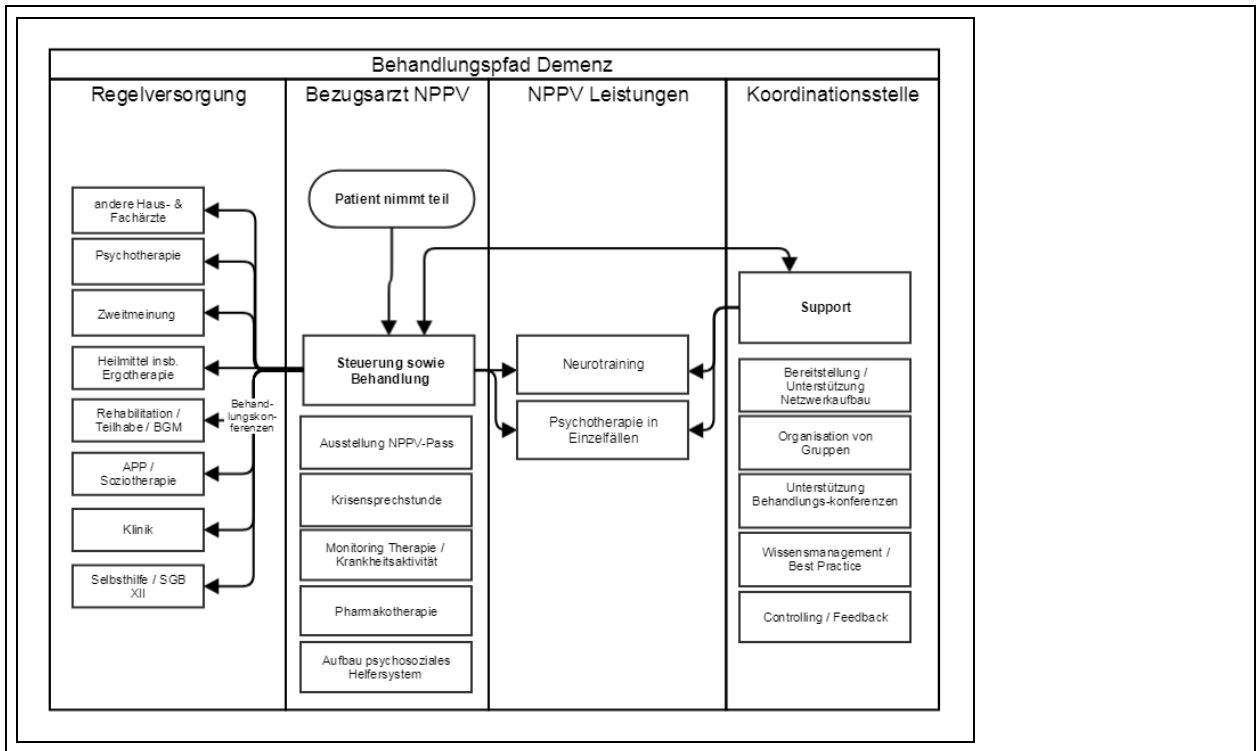 Behandlungspfad Demenz
Regelversorgung
andere Haus- &
Fachärzte
Psychotherapie
Zweitmeinung
Heilmittel insb.
Ergotherapie
Rehabilitation /
Teilhabe / BGM
APP /
Soziotherapie
Klinik
Selbsthilfe / SGB
XII
Behand-
lungskon-
ferenzen
Bezugsarzt NPPV
Patient nimmt teil
Steuerung sowie
Behandlung
Ausstellung NPPV-Pass
Krisensprechstunde
Monitoring Therapie /
Krankheitsaktivität
Pharmakotherapie
Aufbau psychosoziales
Helfersystem
NPPV Leistungen
Neurotraining
Psychotherapie in
Einzelfällen
Koordinationsstelle
Support
Bereitstellung /
Unterstützung
Netzwerkaufbau
Organisation von
Gruppen
Unterstützung
Behandlungs-konferenzen
Wissensmanagement /
Best Practice
Controlling / Feedback